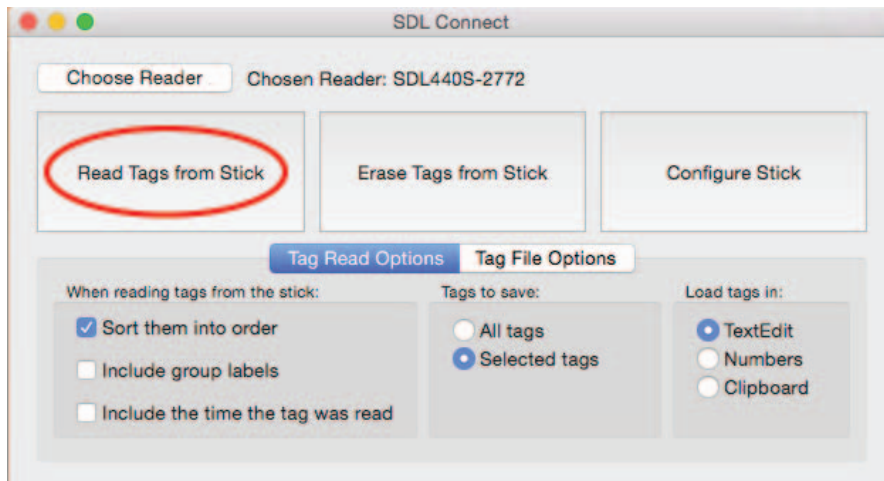 SDL Connect
Choose Reader Chosen Reader: SDL440S-2772
Read Tags from Stick Erase Tags from Stick Configure Stick
Tag Read Options Tag File Options
When reading tags from the stick: Tags to save: Load tags in:
Sort them into order All tags TextEdit
Include group labels Selected tags Numbers
Include the time the tag was read Clipboard